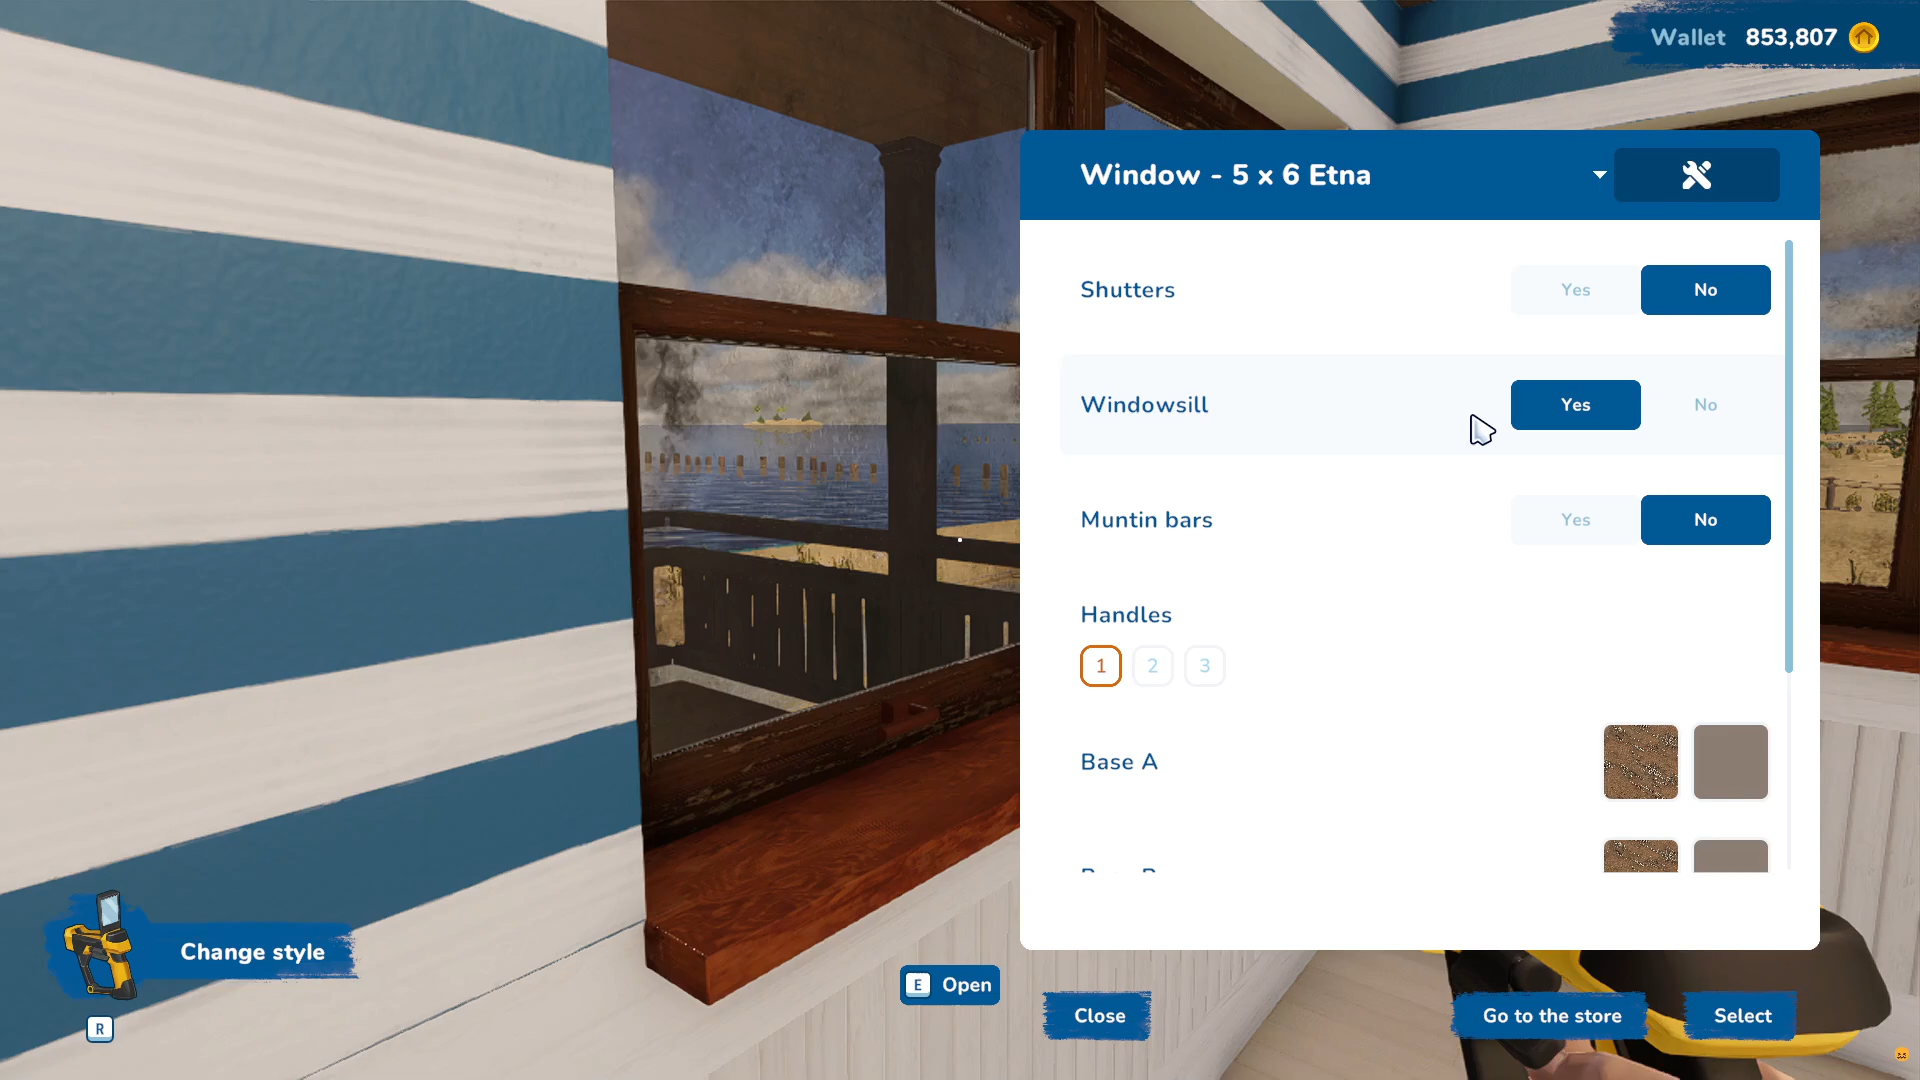 Wallet 853,807
Window - 5 x 6 Etna
Shutters Yes No
Windowsill Yes No
Muntin bars Yes No
Handles
1 2 3
Base A
Change style
R
E Open
Close
Go to the store
Select